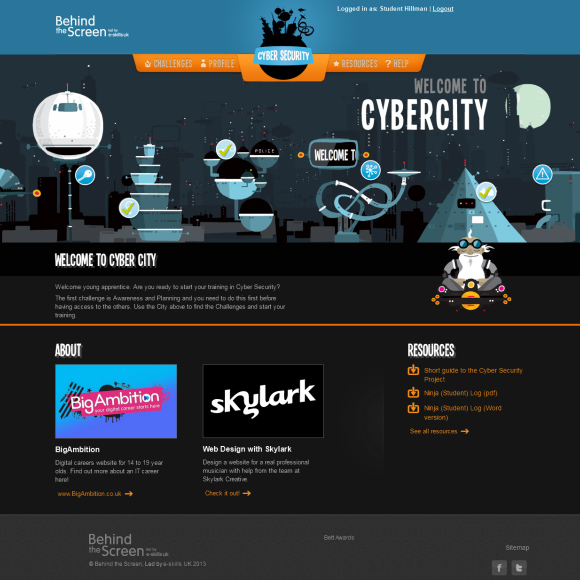 Logged in as: Student Hillman | Logout
Behind
the Screen led by
e-skills uk
CYBER SECURITY
CHALLENGES PROFILE RESOURCES HELP
WELCOME TO
CYBERCITY
POLICE
WELCOME T
WELCOME TO CYBER CITY
Welcome young apprentice. Are you ready to start your training in Cyber Security?
The first challenge is Awareness and Planning and you need to do this first before
having access to the others. Use the City above to find the Challenges and start your
training.
ABOUT
BigAmbition
your digital career starts here
BigAmbition
Digital careers website for 14 to 19 year
olds. Find out more about an IT career
here!
www.BigAmbition.co.uk
skylark
Web Design with Skylark
Design a website for a real professional
musician with help from the team at
Skylark Creative.
Check it out!
RESOURCES
Short guide to the Cyber Security
Project
Ninja (Student) Log (pdf)
Ninja (Student) Log (Word
version)
See all resources
Behind
the Screen led by
e-skills uk
© Behind the Screen, Led by e-skills UK 2013
Bett Awards
Sitemap